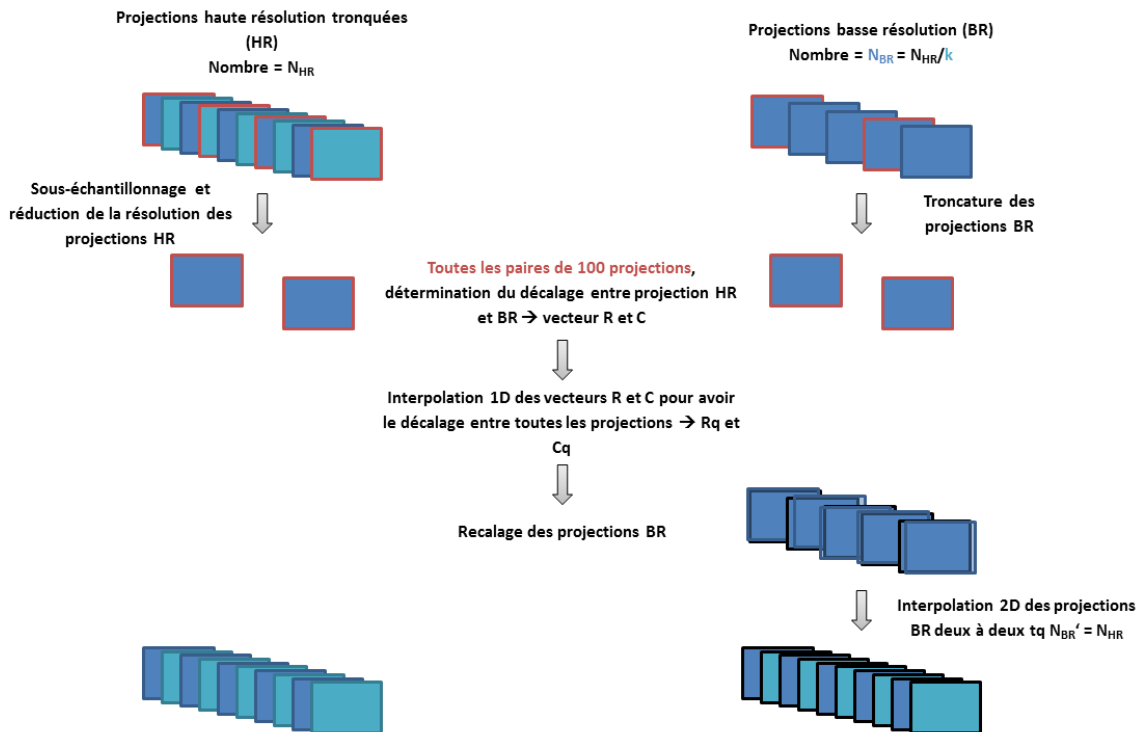 Projections haute résolution tronquées
(HR)
Nombre = N_HR
Projections basse résolution (BR)
Nombre = N_BR = N_HR/k
Sous-échantillonnage et
réduction de la résolution des
projections HR
Troncature des
projections BR
Toutes les paires de 100 projections,
détermination du décalage entre projection HR
et BR → vecteur R et C
Interpolation 1D des vecteurs R et C pour avoir
le décalage entre toutes les projections → Rq et
Cq
Recalage des projections BR
Interpolation 2D des projections
BR deux à deux tq N_BR' = N_HR